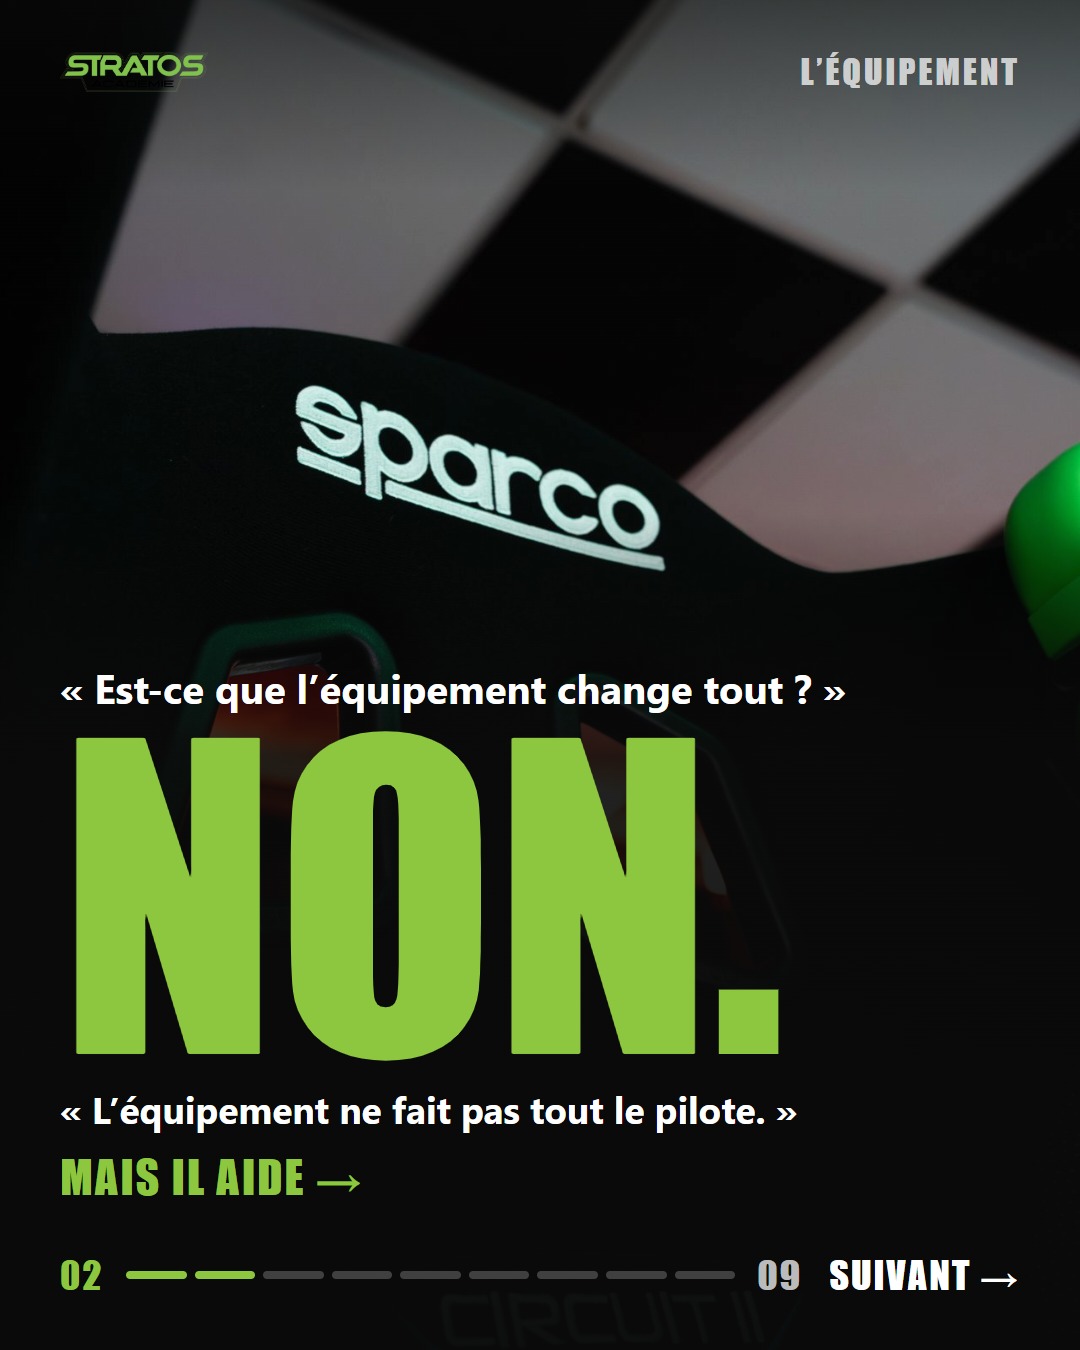 STRATOS
L’ÉQUIPEMENT
sparco
« Est-ce que l’équipement change tout ? »
NON.
« L’équipement ne fait pas tout le pilote. »
MAIS IL AIDE →
02 09 SUIVANT →